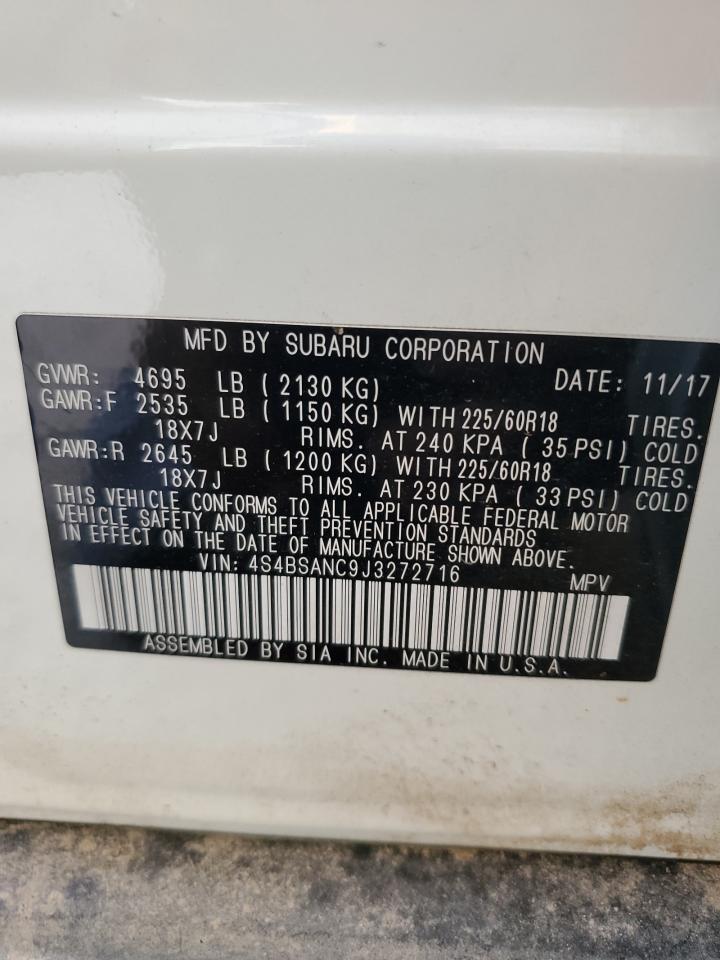 MFD BY SUBARU CORPORATION
GVWR: 4695 LB ( 2130 KG) DATE: 11/17
GAWR:F 2535 LB ( 1150 KG) WITH 225/60R18 TIRES.
18X7J RIMS. AT 240 KPA ( 35 PSI) COLD
GAWR:R 2645 LB ( 1200 KG) WITH 225/60R18 TIRES.
18X7J RIMS. AT 230 KPA ( 33 PSI) COLD
THIS VEHICLE CONFORMS TO ALL APPLICABLE FEDERAL MOTOR
VEHICLE SAFETY AND THEFT PREVENTION STANDARDS
IN EFFECT ON THE DATE OF MANUFACTURE SHOWN ABOVE.
VIN: 4S4BSANC9J3272716 MPV
ASSEMBLED BY SIA INC. MADE IN U.S.A.